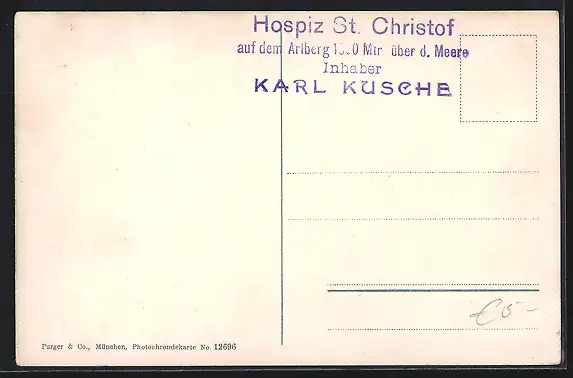 Hospiz St. Christof
auf dem Arlberg Mtr über d. Meere
Inhaber
KARL KUSCHE
€5-
Purger & Co., München, Photochromiekarte No. 12696